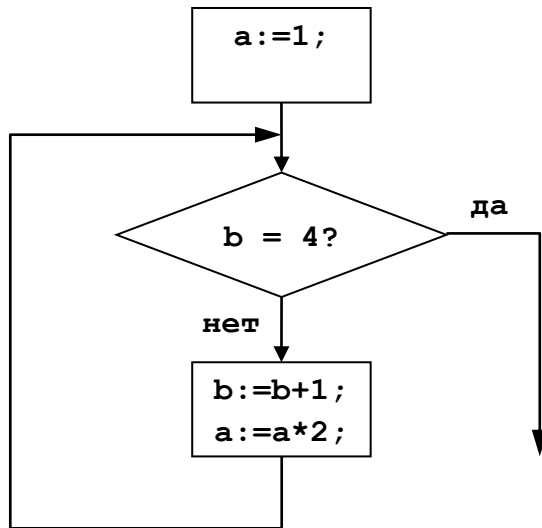 a:=1;
b = 4?
да
нет
b:=b+1;
a:=a*2;